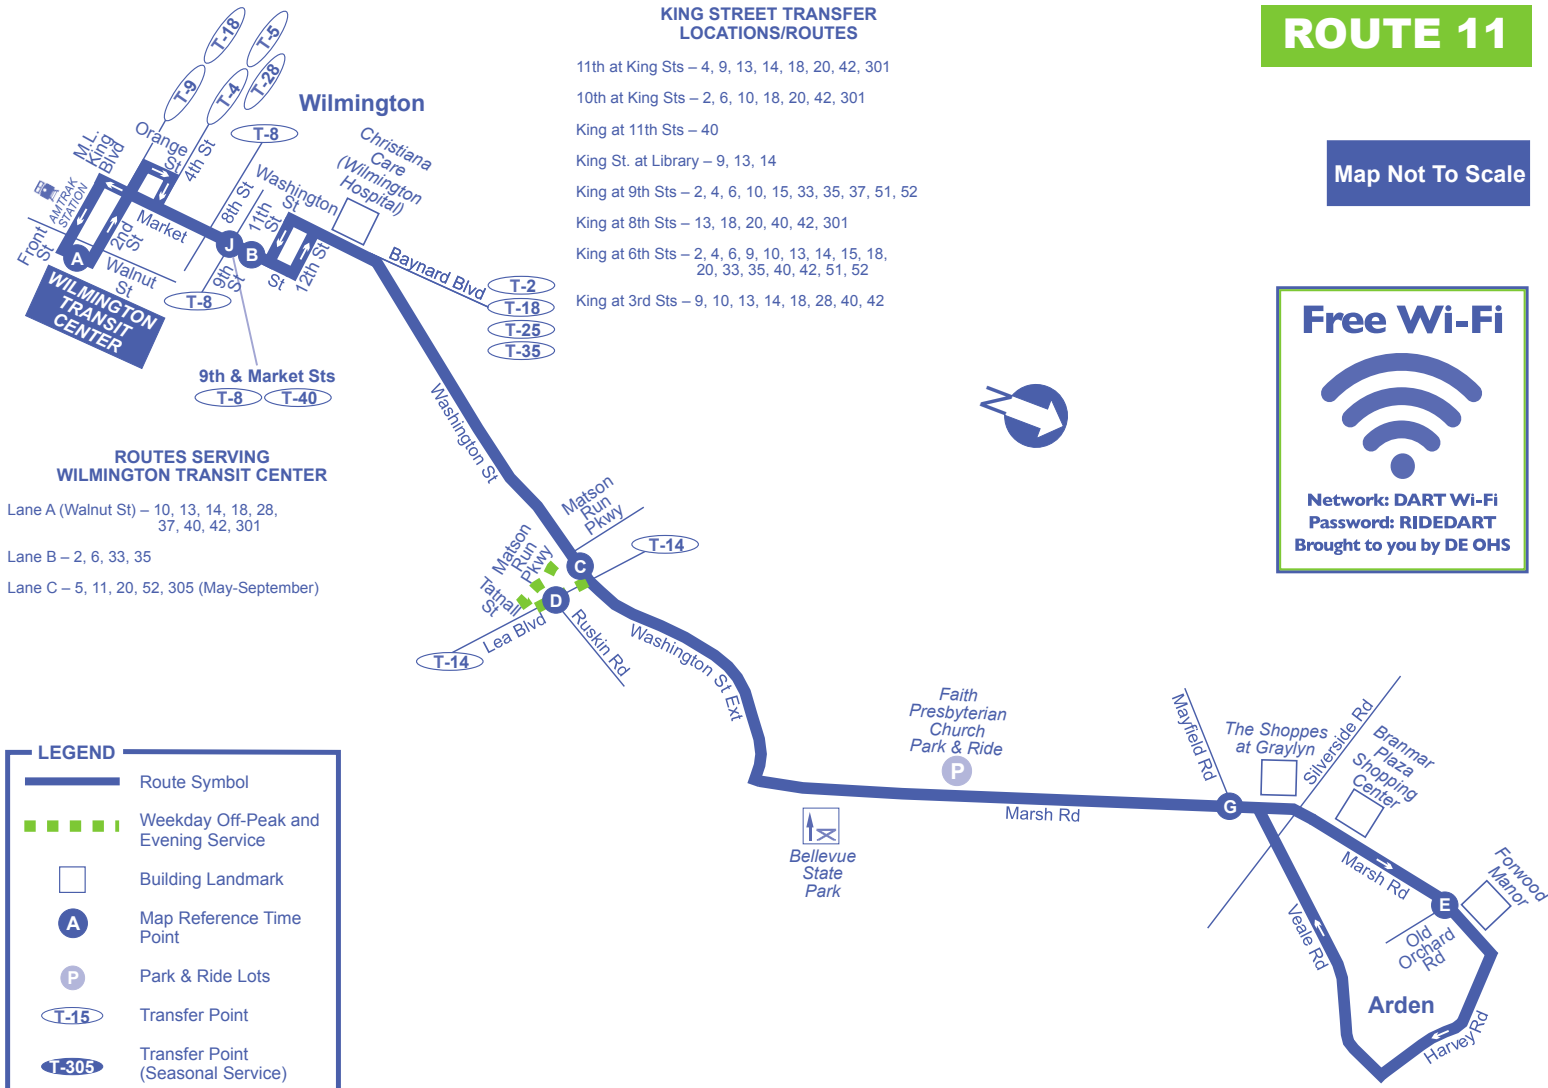 ROUTE 11
Map Not To Scale
KING STREET TRANSFER
LOCATIONS/ROUTES
11th at King Sts – 4, 9, 13, 14, 18, 20, 42, 301
10th at King Sts – 2, 6, 10, 18, 20, 42, 301
King at 11th Sts – 40
King St. at Library – 9, 13, 14
King at 9th Sts – 2, 4, 6, 10, 15, 33, 35, 37, 51, 52
King at 8th Sts – 13, 18, 20, 40, 42, 301
King at 6th Sts – 2, 4, 6, 9, 10, 13, 14, 15, 18,
20, 33, 35, 40, 42, 51, 52
King at 3rd Sts – 9, 10, 13, 14, 18, 28, 40, 42
T-18
T-5
T-9
T-4
T-28
Wilmington
T-8
M.L.
King
Blvd
Orange
St
4th St
8th St
11th
St
Washington
St
Christiana
Care
(Wilmington
Hospital)
AMTRAK
STATION
Front
St
2nd
St
Market
J
B
A
9th
St
St
12th St
Walnut
St
Baynard Blvd
T-8
T-2
T-18
T-25
T-35
WILMINGTON
TRANSIT
CENTER
9th & Market Sts
T-8
T-40
Washington St
N
Free Wi-Fi
Network: DART Wi-Fi
Password: RIDEDART
Brought to you by DE OHS
ROUTES SERVING
WILMINGTON TRANSIT CENTER
Lane A (Walnut St) – 10, 13, 14, 18, 28,
37, 40, 42, 301
Lane B – 2, 6, 33, 35
Lane C – 5, 11, 20, 52, 305 (May-September)
Matson
Run
Pkwy
Matson
Run
Pkwy
T-14
C
D
Tatnall
St
Lea Blvd
T-14
Ruskin Rd
Washington St Ext
Faith
Presbyterian
Church
Park & Ride
P
Bellevue
State
Park
Marsh Rd
Mayfield Rd
G
The Shoppes
at Graylyn
Silverside Rd
Branmar
Plaza
Shopping
Center
Marsh Rd
Forwood
Manor
E
Old
Orchard
Rd
Veale Rd
Arden
Harvey Rd
LEGEND
Route Symbol
Weekday Off-Peak and
Evening Service
Building Landmark
A
Map Reference Time
Point
P
Park & Ride Lots
T-15
Transfer Point
T-305
Transfer Point
(Seasonal Service)